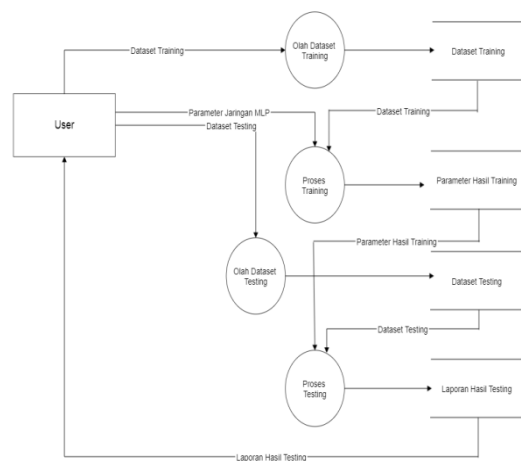 Dataset Training
Olah Dataset
Training
Dataset Training
User
Parameter Jaringan MLP
Dataset Testing
Dataset Training
Proses
Training
Parameter Hasil Training
Parameter Hasil Training
Olah Dataset
Testing
Dataset Testing
Dataset Testing
Proses
Testing
Laporan Hasil Testing
Laporan Hasil Testing